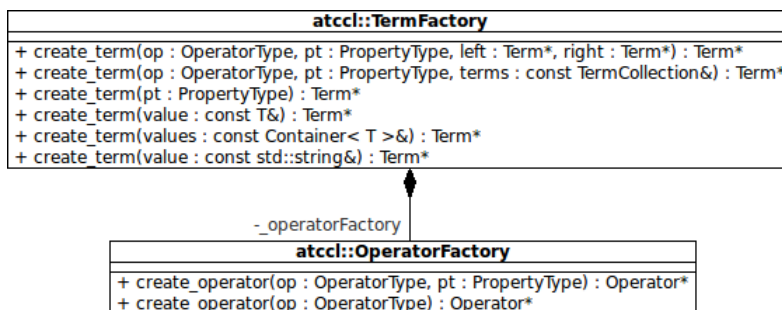 atccl::TermFactory
+ create_term(op : OperatorType, pt : PropertyType, left : Term*, right : Term*) : Term*
+ create_term(op : OperatorType, pt : PropertyType, terms : const TermCollection&) : Term*
+ create_term(pt : PropertyType) : Term*
+ create_term(value : const T&) : Term*
+ create_term(values : const Container< T >&) : Term*
+ create_term(value : const std::string&) : Term*
-_operatorFactory
atccl::OperatorFactory
+ create_operator(op : OperatorType, pt : PropertyType) : Operator*
+ create_operator(op : OperatorType) : Operator*